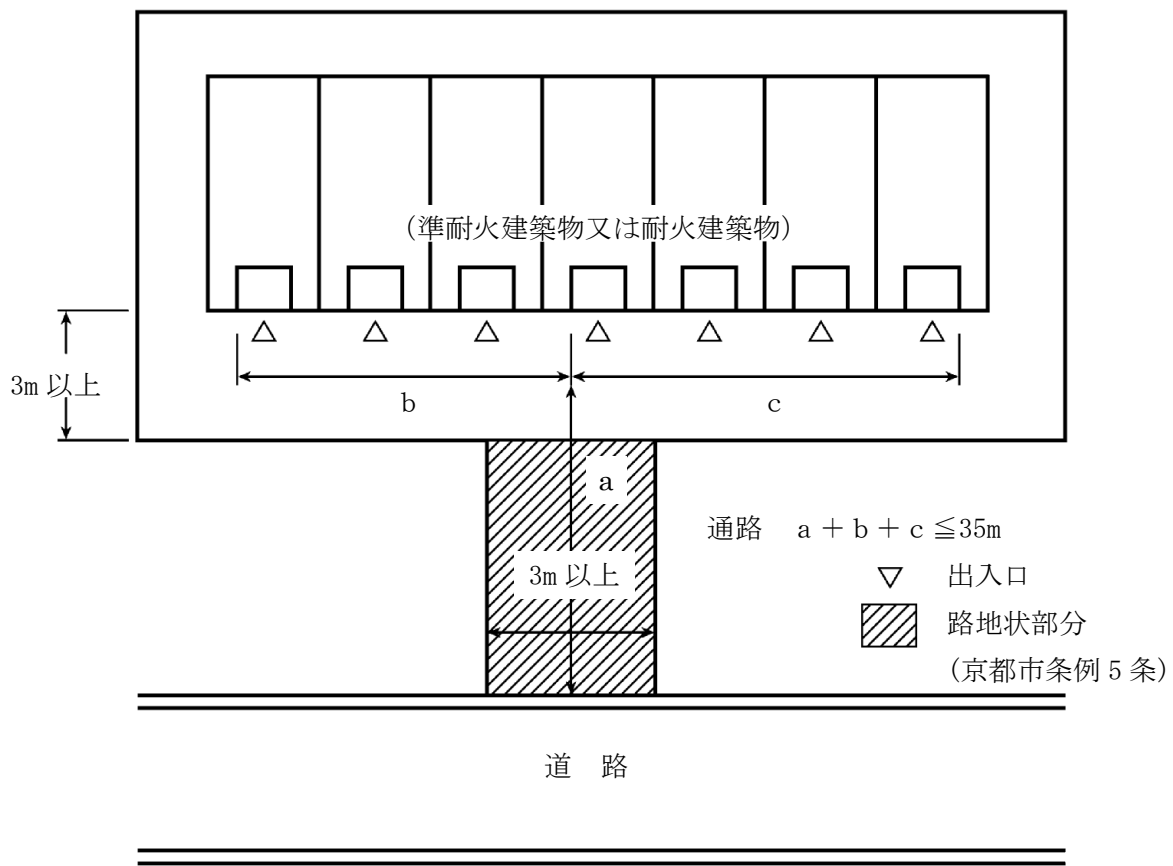 (準耐火建築物又は耐火建築物)
3m 以上
b
c
a
通路 a+b+c≦35m
3m 以上
▽ 出入口
路地状部分
(京都市条例5条)
道 路